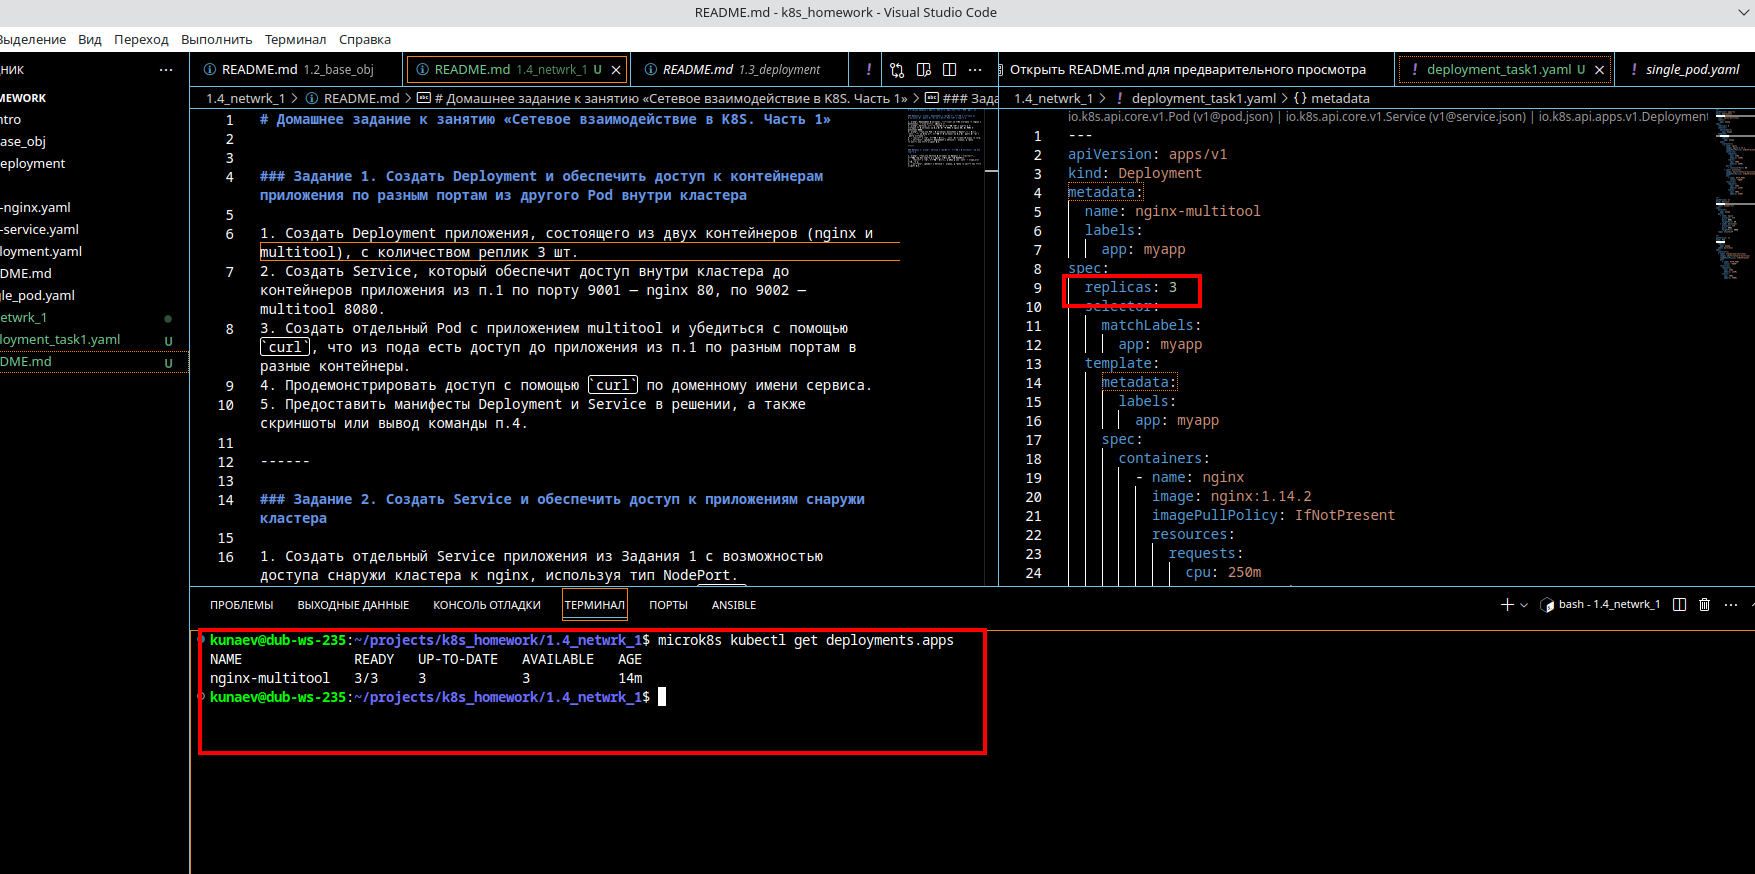 README.md - k8s_homework - Visual Studio Code
Выделение Вид Переход Выполнить Терминал Справка
НИК ···
MEWORK
ntro
ase_obj
eployment
-nginx.yaml
-service.yaml
loyment.yaml
DME.md
gle_pod.yaml
etwrk_1
loyment_task1.yaml U
DME.md U
README.md 1.2_base_obj README.md 1.4_netwrk_1 U README.md 1.3_deployment
1.4_netwrk_1 > README.md > # Домашнее задание к занятию «Сетевое взаимодействие в K8S. Часть 1» > ### Зада
1 # Домашнее задание к занятию «Сетевое взаимодействие в K8S. Часть 1»
2
3
4 ### Задание 1. Создать Deployment и обеспечить доступ к контейнерам
приложения по разным портам из другого Pod внутри кластера
5
6 1. Создать Deployment приложения, состоящего из двух контейнеров (nginx и
multitool), с количеством реплик 3 шт.
7 2. Создать Service, который обеспечит доступ внутри кластера до
контейнеров приложения из п.1 по порту 9001 — nginx 80, по 9002 —
multitool 8080.
8 3. Создать отдельный Pod с приложением multitool и убедиться с помощью
`curl`, что из пода есть доступ до приложения из п.1 по разным портам в
разные контейнеры.
9 4. Продемонстрировать доступ с помощью `curl` по доменному имени сервиса.
10 5. Предоставить манифесты Deployment и Service в решении, а также
скриншоты или вывод команды п.4.
11
12 ------
13
14 ### Задание 2. Создать Service и обеспечить доступ к приложениям снаружи
кластера
15
16 1. Создать отдельный Service приложения из Задания 1 с возможностью
доступа снаружи кластера к nginx, используя тип NodePort.
Открыть README.md для предварительного просмотра deployment_task1.yaml U single_pod.yaml
1.4_netwrk_1 > deployment_task1.yaml > {} metadata
io.k8s.api.core.v1.Pod (v1@pod.json) | io.k8s.api.core.v1.Service (v1@service.json) | io.k8s.api.apps.v1.Deployment
1 ---
2 apiVersion: apps/v1
3 kind: Deployment
4 metadata:
5 name: nginx-multitool
6 labels:
7 app: myapp
8 spec:
9 replicas: 3
10 selector:
11 matchLabels:
12 app: myapp
13 template:
14 metadata:
15 labels:
16 app: myapp
17 spec:
18 containers:
19 - name: nginx
20 image: nginx:1.14.2
21 imagePullPolicy: IfNotPresent
22 resources:
23 requests:
24 cpu: 250m
ПРОБЛЕМЫ ВЫХОДНЫЕ ДАННЫЕ КОНСОЛЬ ОТЛАДКИ ТЕРМИНАЛ ПОРТЫ ANSIBLE bash - 1.4_netwrk_1
kunaev@dub-ws-235:~/projects/k8s_homework/1.4_netwrk_1$ microk8s kubectl get deployments.apps
NAME READY UP-TO-DATE AVAILABLE AGE
nginx-multitool 3/3 3 3 14m
kunaev@dub-ws-235:~/projects/k8s_homework/1.4_netwrk_1$